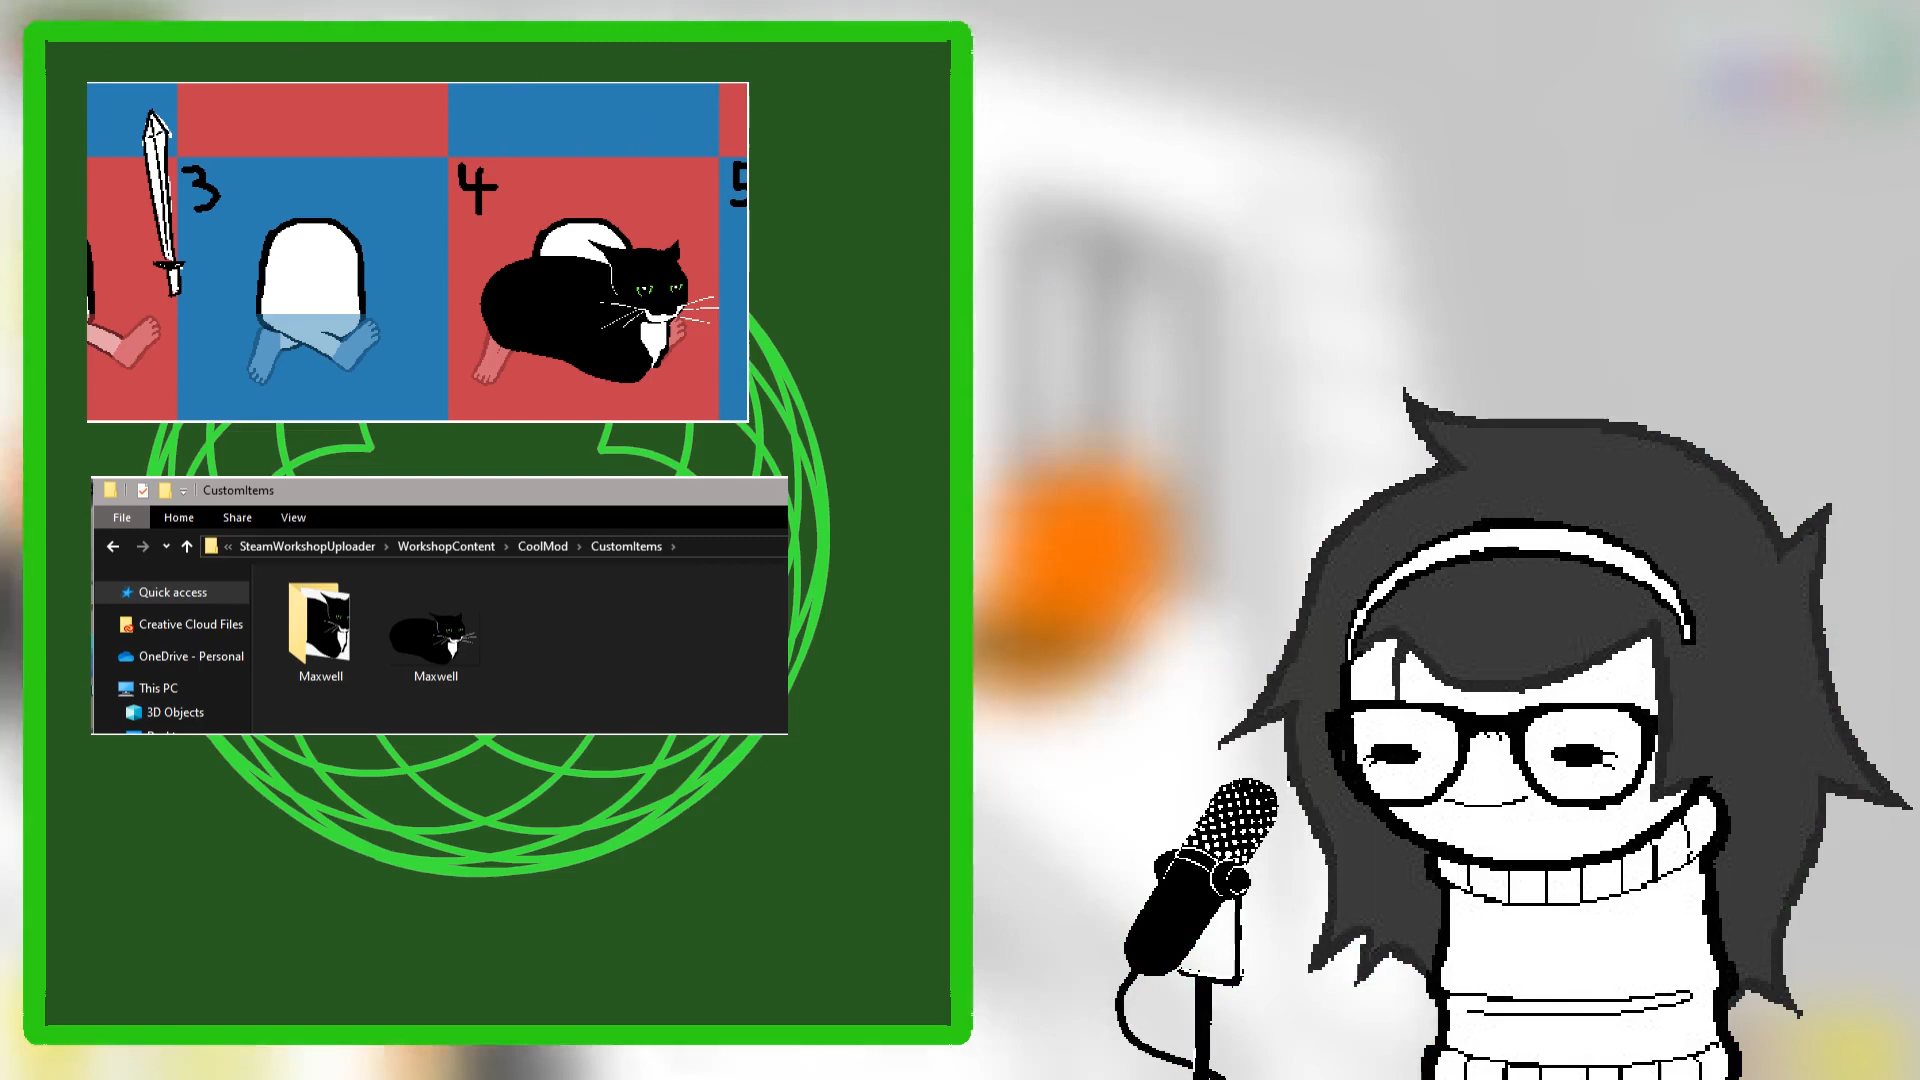 3
4
5
CustomItems
File Home Share View
« SteamWorkshopUploader › WorkshopContent › CoolMod › CustomItems ›
Quick access
Creative Cloud Files
OneDrive - Personal
This PC
3D Objects
Maxwell
Maxwell